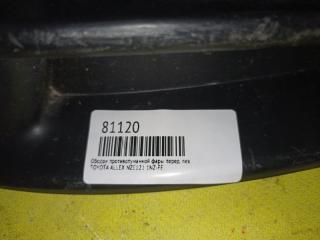 81120
Ободок противотуманной фары перед. лев.
TOYOTA ALLEX NZE121 1NZ-FE